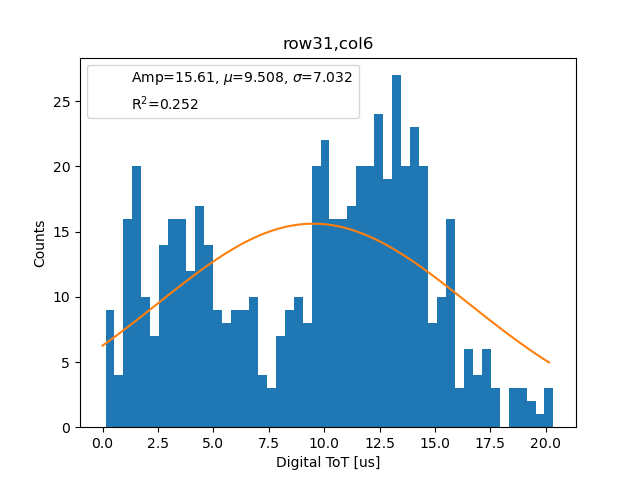 row31,col6
Amp=15.61, μ=9.508, σ=7.032
R²=0.252
25
20
15
10
5
0
Counts
0.0 2.5 5.0 7.5 10.0 12.5 15.0 17.5 20.0
Digital ToT [us]